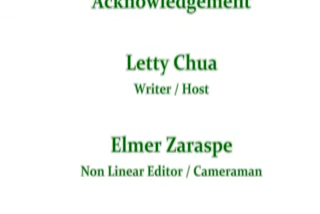 Acknowledgement
Letty Chua
Writer / Host
Elmer Zaraspe
Non Linear Editor / Cameraman